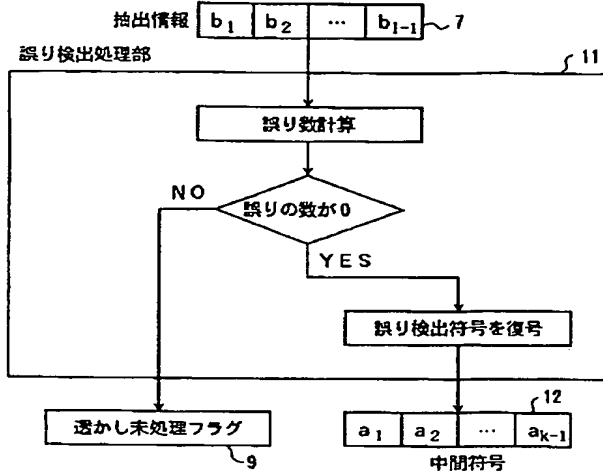 抽出情報 b1 b2 … bl-1 7
誤り検出処理部 11
誤り数計算
NO
誤りの数が0
YES
誤り検出符号を復号
12
透かし未処理フラグ a1 a2 … ak-1
9 中間符号